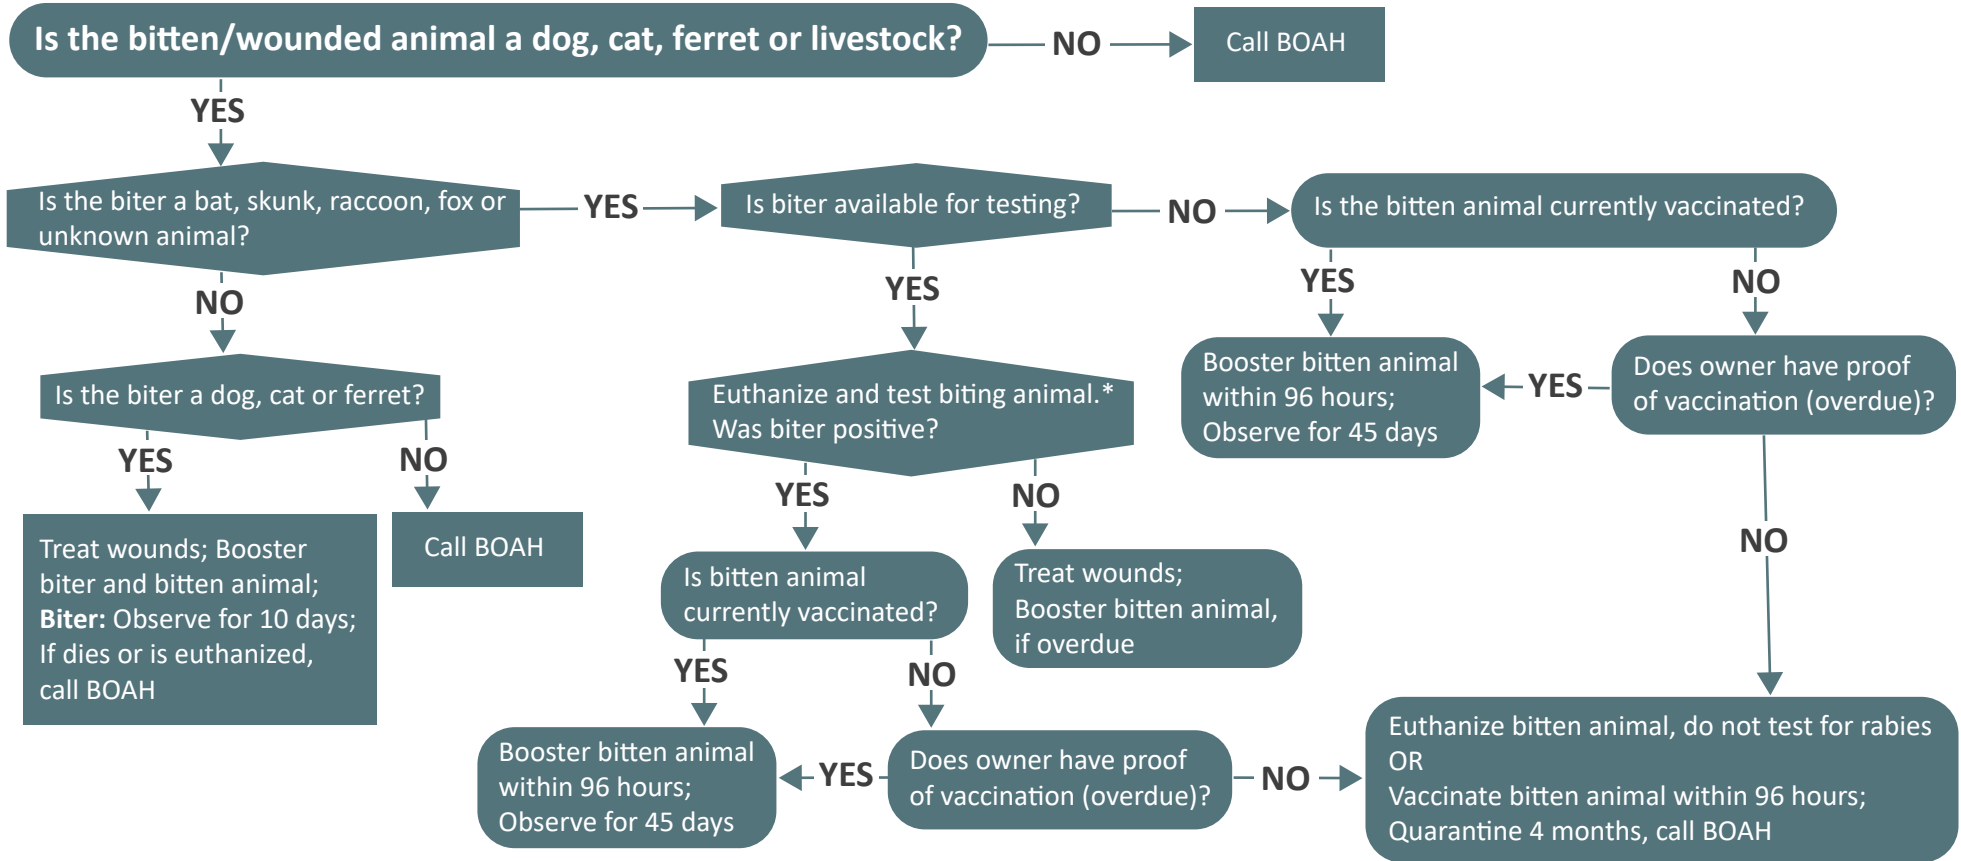 Is the bitten/wounded animal a dog, cat, ferret or livestock?
NO
Call BOAH
YES
Is the biter a bat, skunk, raccoon, fox or
unknown animal?
YES
Is biter available for testing?
NO
Is the bitten animal currently vaccinated?
NO
YES
YES
NO
Is the biter a dog, cat or ferret?
Euthanize and test biting animal.*
Was biter positive?
Booster bitten animal
within 96 hours;
Observe for 45 days
YES
Does owner have proof
of vaccination (overdue)?
YES
NO
YES
NO
NO
Treat wounds; Booster
biter and bitten animal;
Biter: Observe for 10 days;
If dies or is euthanized,
call BOAH
Call BOAH
Is bitten animal
currently vaccinated?
Treat wounds;
Booster bitten animal,
if overdue
YES
NO
Booster bitten animal
within 96 hours;
Observe for 45 days
YES
Does owner have proof
of vaccination (overdue)?
NO
Euthanize bitten animal, do not test for rabies
OR
Vaccinate bitten animal within 96 hours;
Quarantine 4 months, call BOAH